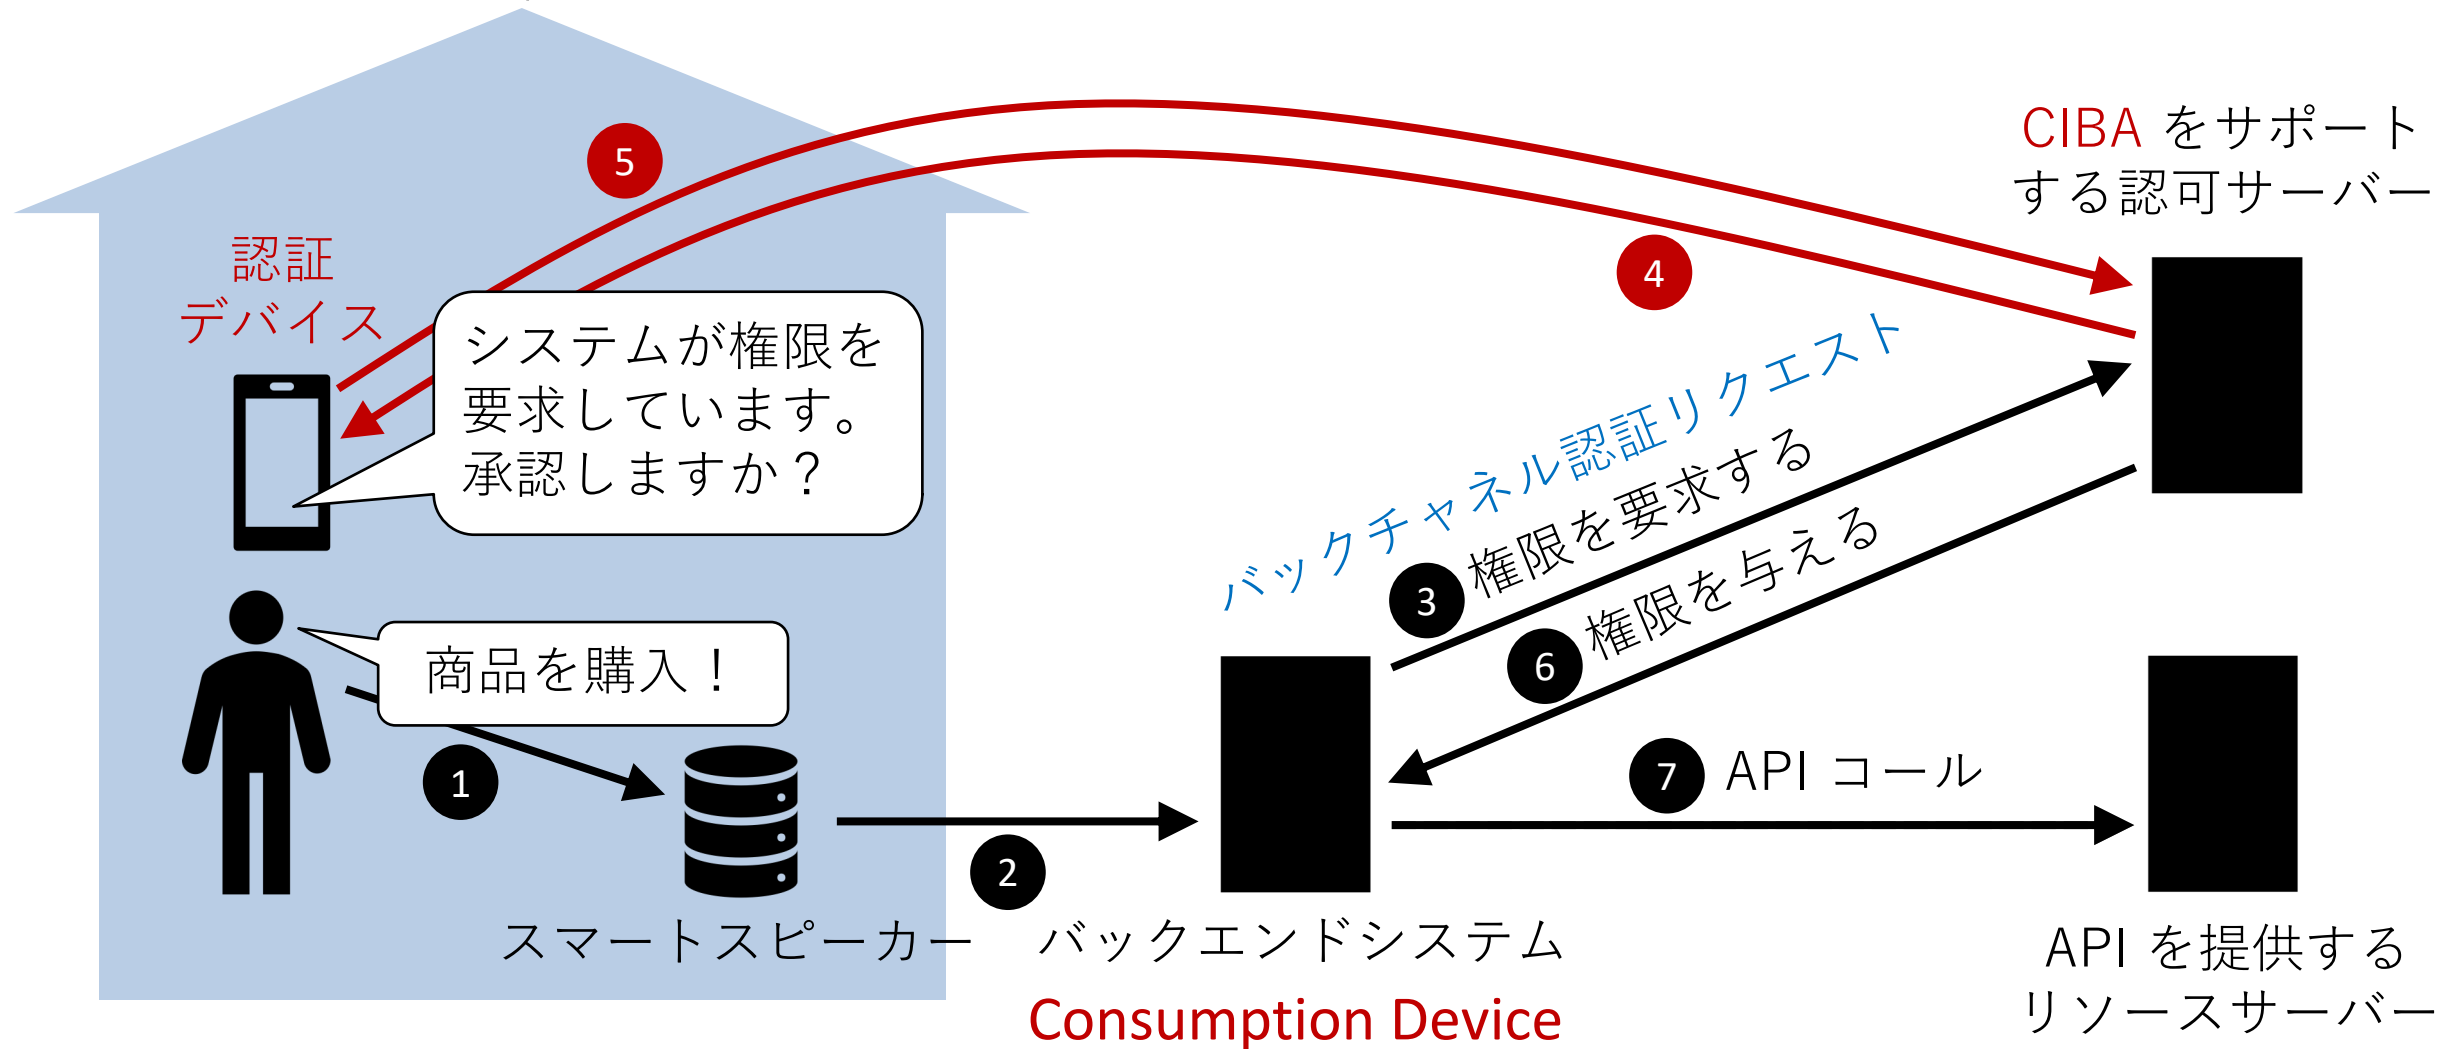 CIBA をサポート
する認可サーバー
5
4
認証
デバイス
システムが権限を
要求しています。
承認しますか？
バックチャネル認証リクエスト
3 権限を要求する
6 権限を与える
商品を購入！
1
2
7 API コール
スマートスピーカー
バックエンドシステム
Consumption Device
API を提供する
リソースサーバー